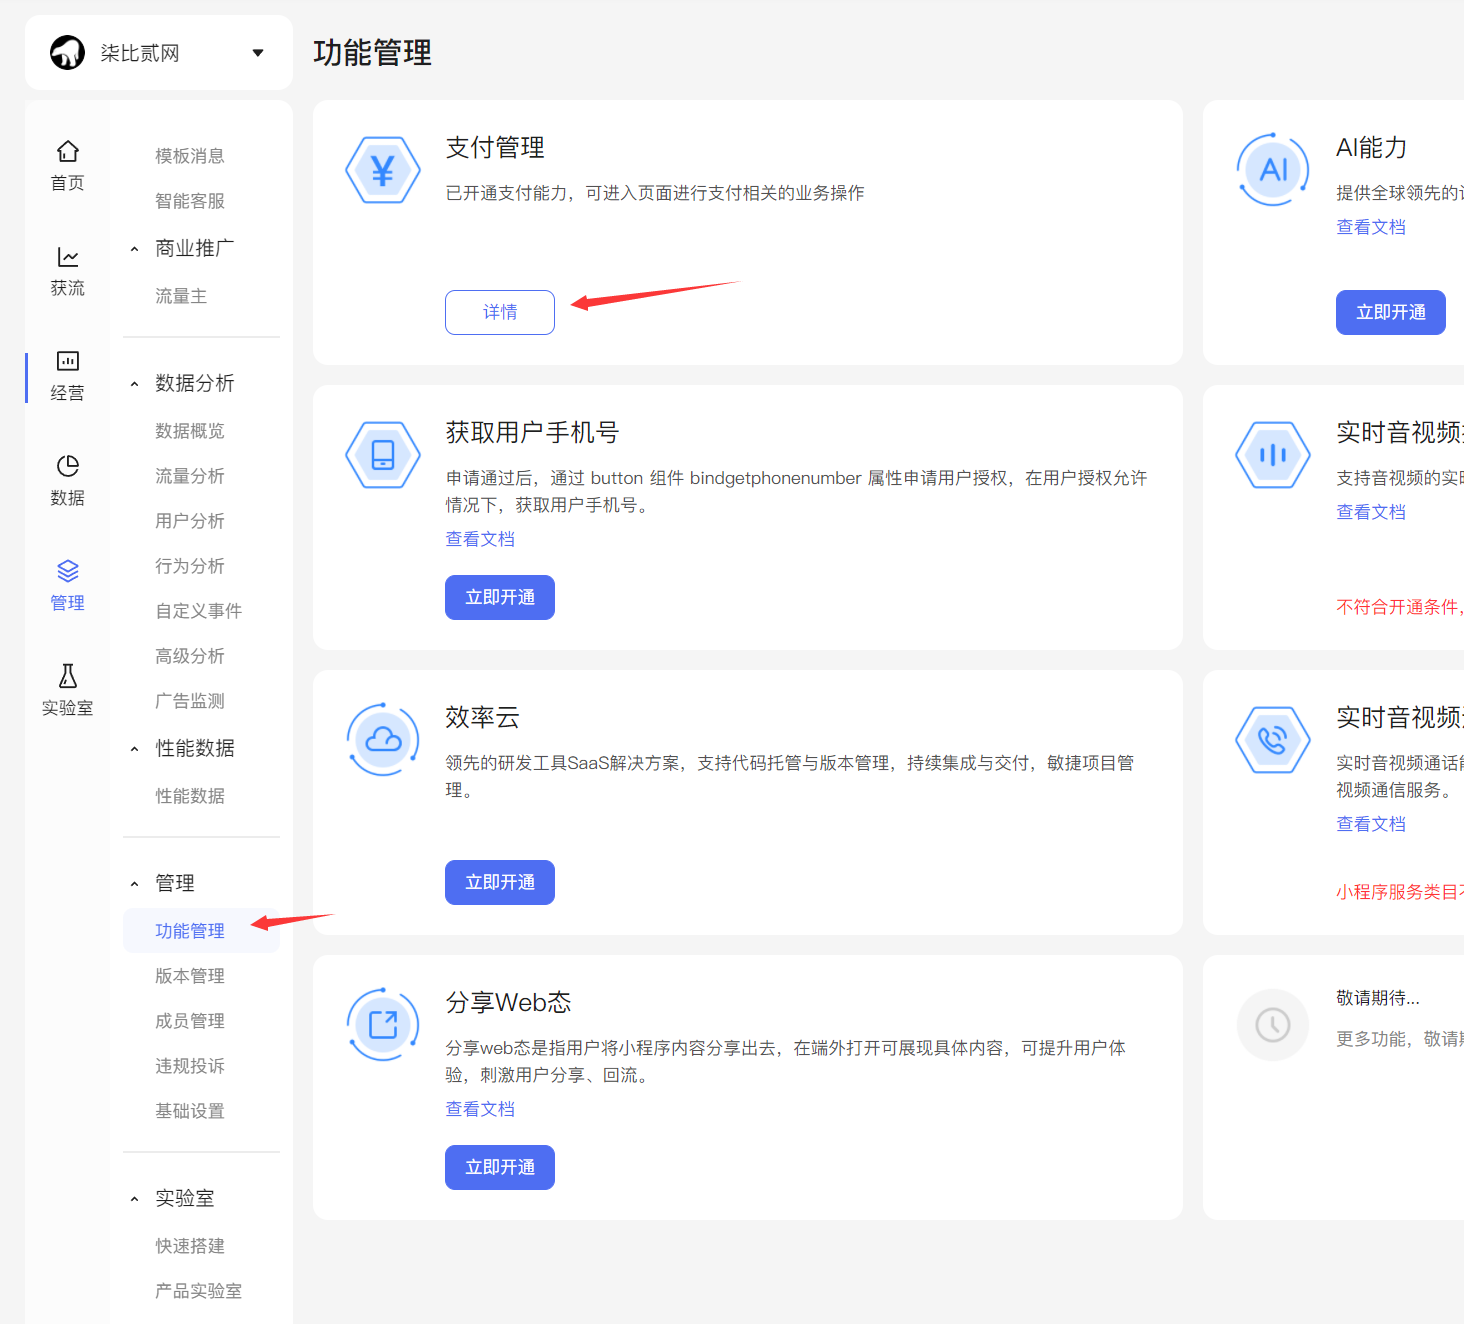 柒比贰网
功能管理
首页
获流
经营
数据
管理
实验室
模板消息
智能客服
商业推广
流量主
数据分析
数据概览
流量分析
用户分析
行为分析
自定义事件
高级分析
广告监测
性能数据
性能数据
管理
功能管理
版本管理
成员管理
违规投诉
基础设置
实验室
快速搭建
产品实验室
¥
支付管理
已开通支付能力，可进入页面进行支付相关的业务操作
详情
AI
AI能力
提供全球领先的
查看文档
立即开通
获取用户手机号
申请通过后，通过 button 组件 bindgetphonenumber 属性申请用户授权，在用户授权允许
情况下，获取用户手机号。
查看文档
立即开通
实时音视频
支持音视频的实时
查看文档
不符合开通条件，
效率云
领先的研发工具SaaS解决方案，支持代码托管与版本管理，持续集成与交付，敏捷项目管
理。
立即开通
实时音视频
实时音视频通话
视频通信服务。
查看文档
小程序服务类目
分享Web态
分享web态是指用户将小程序内容分享出去，在端外打开可展现具体内容，可提升用户体
验，刺激用户分享、回流。
查看文档
立即开通
敬请期待...
更多功能，敬请